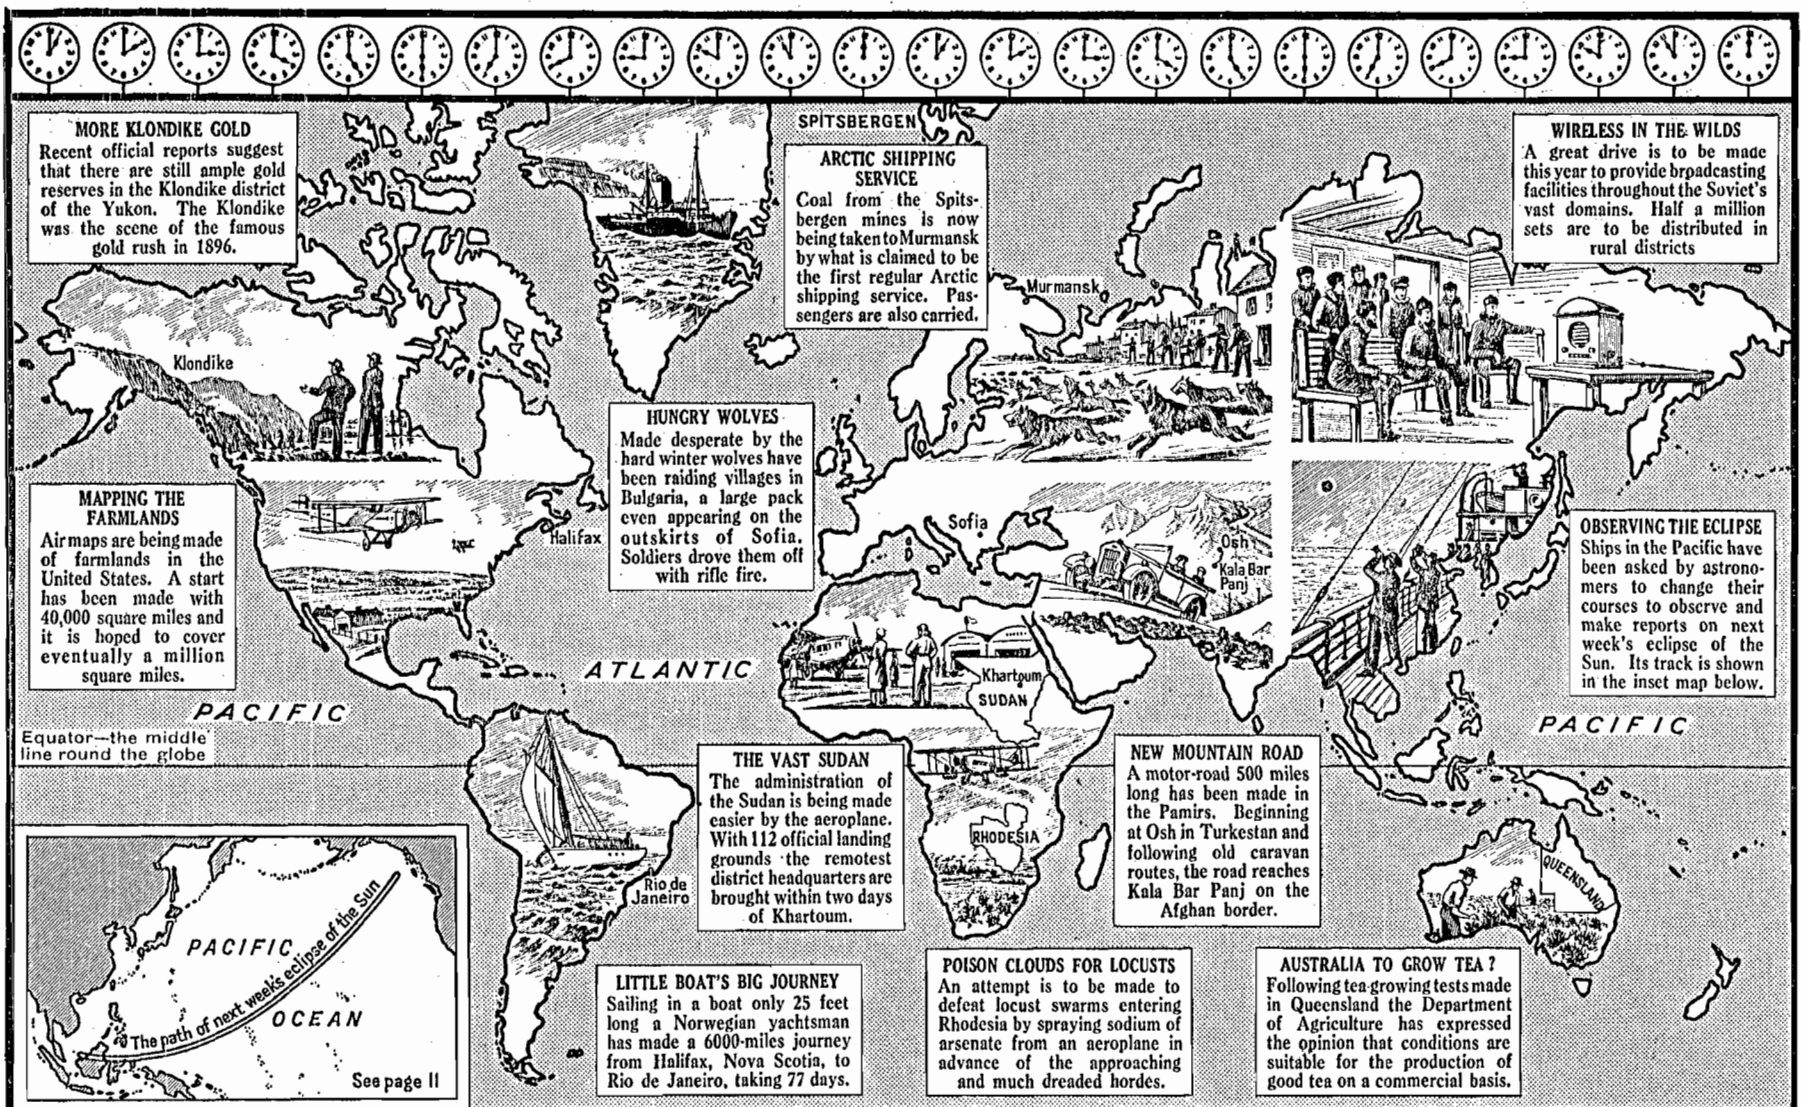 MORE KLONDIKE GOLD
Recent official reports suggest
that there are still ample gold
reserves in the Klondike district
of the Yukon. The Klondike
was the scene of the famous
gold rush in 1896.
SPITSBERGEN
ARCTIC SHIPPING
SERVICE
Coal from the Spits-
bergen mines is now
being taken to Murmansk
by what is claimed to be
the first regular Arctic
shipping service. Pas-
sengers are also carried.
WIRELESS IN THE WILDS
A great drive is to be made
this year to provide broadcasting
facilities throughout the Soviet's
vast domains. Half a million
sets are to be distributed in
rural districts
Murmansk
Klondike
HUNGRY WOLVES
Made desperate by the
hard winter wolves have
been raiding villages in
Bulgaria, a large pack
even appearing on the
outskirts of Sofia.
Soldiers drove them off
with rifle fire.
MAPPING THE
FARMLANDS
Air maps are being made
of farmlands in the
United States. A start
has been made with
40,000 square miles and
it is hoped to cover
eventually a million
square miles.
Halifax
Sofia
Osh
Kala Bar
Panj
OBSERVING THE ECLIPSE
Ships in the Pacific have
been asked by astrono-
mers to change their
courses to observe and
make reports on next
week's eclipse of the
Sun. Its track is shown
in the inset map below.
ATLANTIC
Khartoum
SUDAN
PACIFIC
PACIFIC
Equator—the middle
line round the globe
THE VAST SUDAN
The administration of
the Sudan is being made
easier by the aeroplane.
With 112 official landing
grounds the remotest
district headquarters are
brought within two days
of Khartoum.
NEW MOUNTAIN ROAD
A motor-road 500 miles
long has been made in
the Pamirs. Beginning
at Osh in Turkestan and
following old caravan
routes, the road reaches
Kala Bar Panj on the
Afghan border.
RHODESIA
QUEENSLAND
Rio de
Janeiro
PACIFIC
OCEAN
The path of next week's eclipse of the Sun
See page 11
LITTLE BOAT'S BIG JOURNEY
Sailing in a boat only 25 feet
long a Norwegian yachtsman
has made a 6000-miles journey
from Halifax, Nova Scotia, to
Rio de Janeiro, taking 77 days.
POISON CLOUDS FOR LOCUSTS
An attempt is to be made to
defeat locust swarms entering
Rhodesia by spraying sodium of
arsenate from an aeroplane in
advance of the approaching
and much dreaded hordes.
AUSTRALIA TO GROW TEA?
Following tea-growing tests made
in Queensland the Department
of Agriculture has expressed
the opinion that conditions are
suitable for the production of
good tea on a commercial basis.